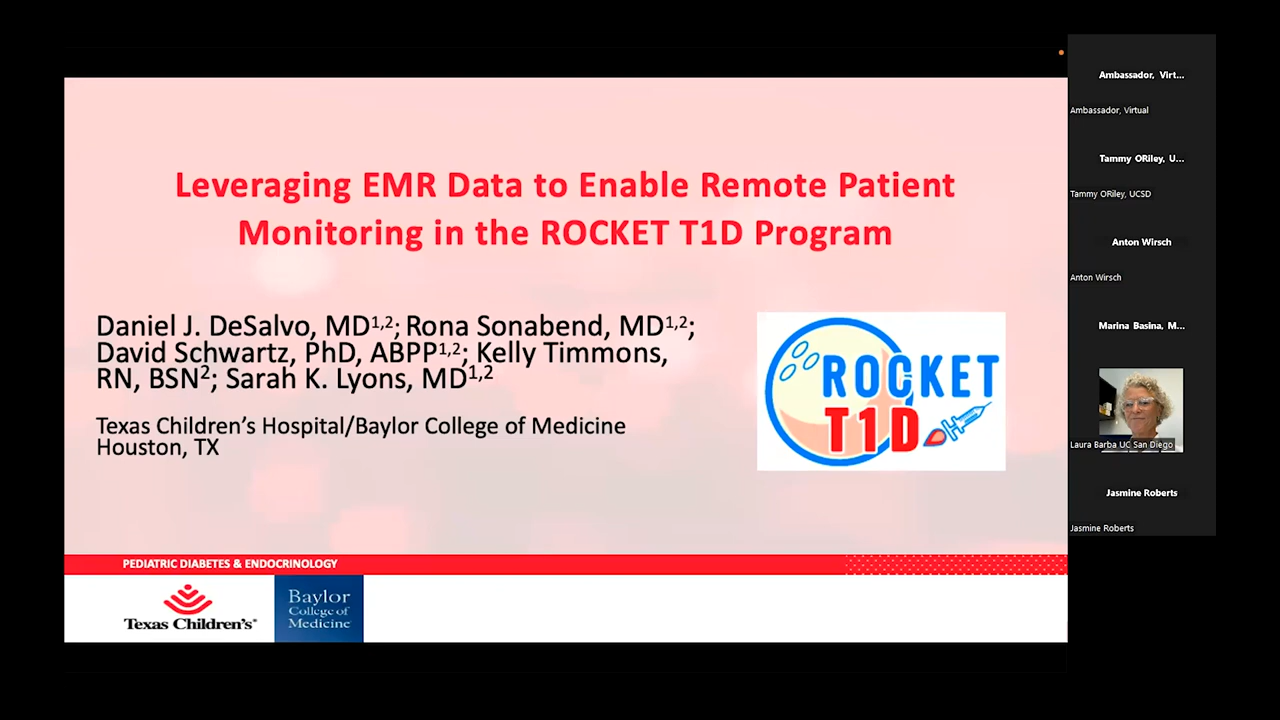 Leveraging EMR Data to Enable Remote Patient
Monitoring in the ROCKET T1D Program
Daniel J. DeSalvo, MD1,2; Rona Sonabend, MD1,2;
David Schwartz, PhD, ABPP1,2; Kelly Timmons,
RN, BSN2; Sarah K. Lyons, MD1,2
Texas Children's Hospital/Baylor College of Medicine
Houston, TX
ROCKET
T1D
PEDIATRIC DIABETES & ENDOCRINOLOGY
Texas Children's®
Baylor
College of
Medicine
Ambassador, Virt...
Ambassador, Virtual
Tammy ORiley, U...
Tammy ORiley, UCSD
Anton Wirsch
Anton Wirsch
Marina Basina, M...
Laura Barba UC San Diego
Jasmine Roberts
Jasmine Roberts